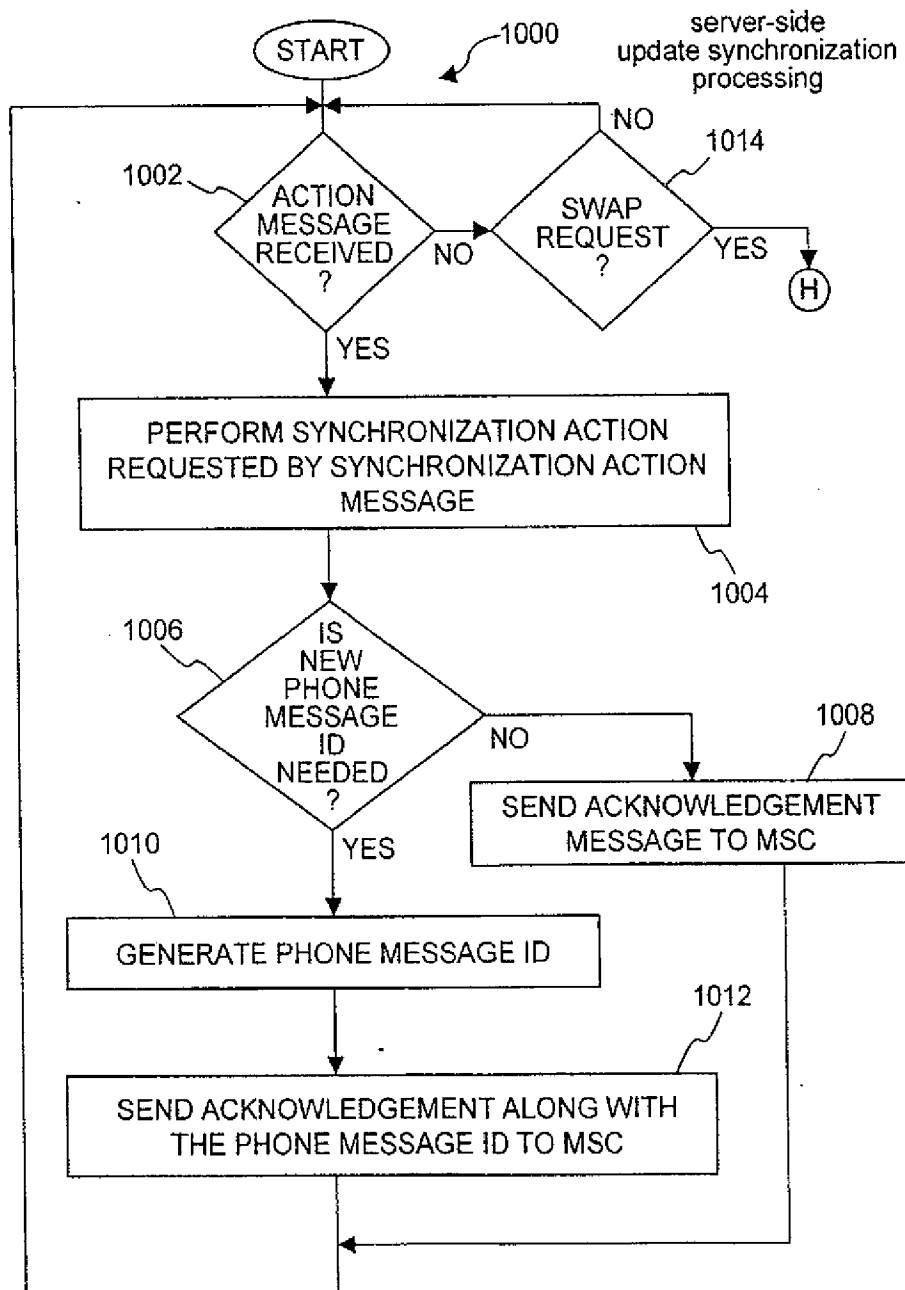 START
1000
server-side
update synchronization
processing
NO
1002
1014
ACTION
MESSAGE
RECEIVED
?
NO
SWAP
REQUEST
?
YES
H
YES
PERFORM SYNCHRONIZATION ACTION
REQUESTED BY SYNCHRONIZATION ACTION
MESSAGE
1004
1006
IS
NEW
PHONE
MESSAGE
ID
NEEDED
?
NO
1008
SEND ACKNOWLEDGEMENT
MESSAGE TO MSC
YES
1010
GENERATE PHONE MESSAGE ID
1012
SEND ACKNOWLEDGEMENT ALONG WITH
THE PHONE MESSAGE ID TO MSC